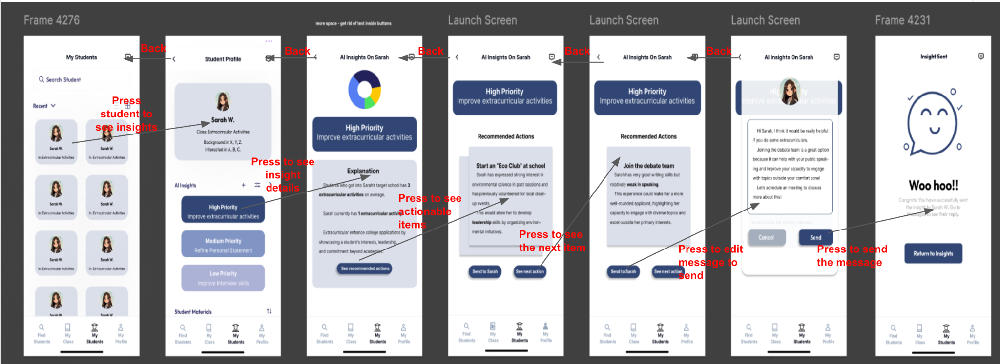 Frame 4276
My Students
Search Student
Recent
Sarah W.
In: Extracirrcular Activities
Sarah W.
In: Extracirrcular Activities
Sarah W.
In: Extracirrcular Activities
Sarah W.
In: Extracirrcular Activities
Sarah W.
In: Extracirrcular Activities
Sarah W.
In: Extracirrcular Activities
Sarah W.
Sarah W.
Find
Students
My
Class
My
Students
My
Profile
Press
student to
see insights
Back
Student Profile
Sarah W.
Class: Extracirrcular Activiites
Background in X, Y, Z.
Interested in A, B, C.
AI Insights
High Priority
Improve extracurricular activities
Medium Priority
Refine Personal Statement
Low Priority
Improve interview skills
Student Materials
Find
Students
My
Class
My
Students
My
Profile
Press to see
insight
details
Back
more space - get rid of text inside buttons
AI Insights On Sarah
High Priority
Improve extracurricular activities
Explanation
Students who got into Sarah's target school has 3
extracurricular activities on average.
Sarah currently has 1 extracurricular activity.
Extracurricular enhance college applications by
showcasing a student's interests, leadership,
and commitment beyond academics.
See recommended actions
Find
Students
My
Class
My
Students
My
Profile
Press to see
actionable
items
Back
Launch Screen
AI Insights On Sarah
High Priority
Improve extracurricular activities
Recommended Actions
Start an "Eco Club" at school
Sarah has expressed strong interest in
environmental science in past sessions and
has previously volunteered for local clean-
up events.
This would allow her to develop
leadership skills by organizing environ-
mental initiatives.
Send to Sarah
See next action
Find
Students
My
Class
My
Students
My
Profile
Press to see
the next item
Back
Launch Screen
AI Insights On Sarah
High Priority
Improve extracurricular activities
Recommended Actions
Join the debate team
Sarah has very good writing skills but
relatively weak in speaking.
This experience could make her a more
well-rounded applicant, highlighting her
capacity to engage with diverse topics and
excel outside her primary interests.
Send to Sarah
See next action
Find
Students
My
Class
My
Students
My
Profile
Press to edit
message to
send
Back
Launch Screen
AI Insights On Sarah
Hi Sarah, I think it would be really helpful
if you do some extracurriculars.
Joining the debate team is a great option
because it can help with your public speak-
ing and improve your capacity to engage
with topics outside your comfort zone!
Let's schedule an meeting to discuss
more about this!
excel outside her primary interests
Cancel
Send
Find
Students
My
Class
My
Students
My
Profile
Press to send
the message
Frame 4231
Insight Sent
Woo hoo!!
Congrats! You have successfully sent
the insight to Sarah W. Go to
Messages to see their reply.
Return to Insights
Find
Students
My
Class
My
Students
My
Profile